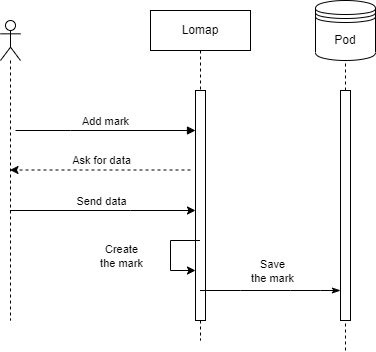 Lomap
Pod
Add mark
Ask for data
Send data
Create
the mark
Save
the mark